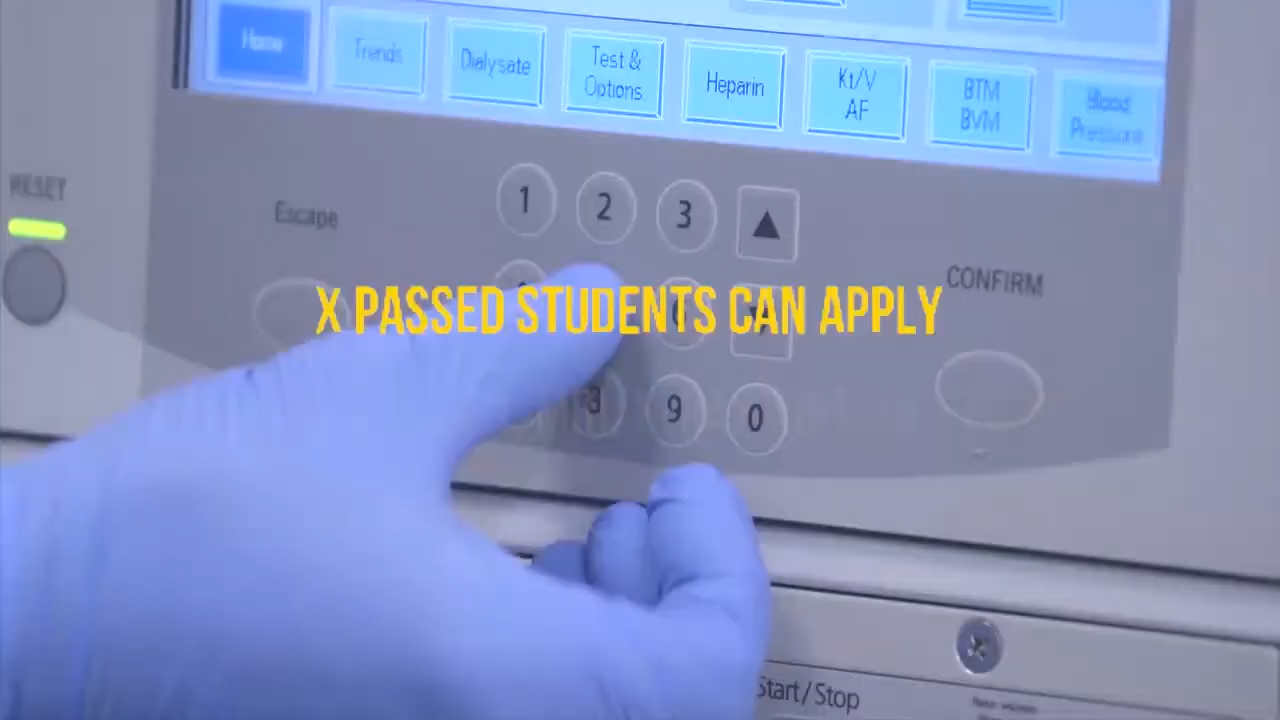 Home
Trends
Dialysate
Test &
Options
Heparin
Kt/V
AF
BTM
BVM
Blood
Pressure
RESET
Escape
1 2 3 ▲
CONFIRM
X PASSED STUDENTS CAN APPLY
9 0
Start/Stop